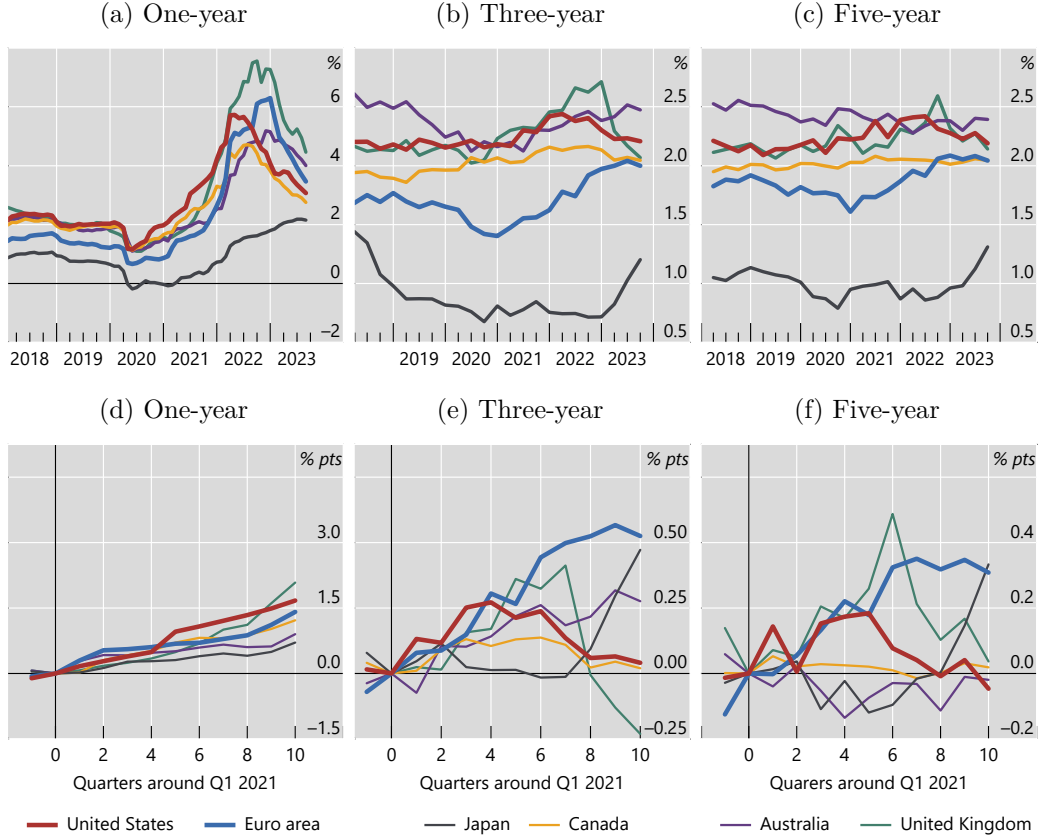 (a) One-year
(b) Three-year
(c) Five-year
%
6
4
2
0
–2
2018 2019 2020 2021 2022 2023
%
2.5
2.0
1.5
1.0
0.5
2019 2020 2021 2022 2023
%
2.5
2.0
1.5
1.0
0.5
2018 2019 2020 2021 2022 2023
(d) One-year
(e) Three-year
(f) Five-year
% pts
3.0
1.5
0.0
–1.5
0 2 4 6 8 10
Quarters around Q1 2021
% pts
0.50
0.25
0.00
–0.25
0 2 4 6 8 10
Quarters around Q1 2021
% pts
0.4
0.2
0.0
–0.2
0 2 4 6 8 10
Quarers around Q1 2021
United States Euro area Japan Canada Australia United Kingdom